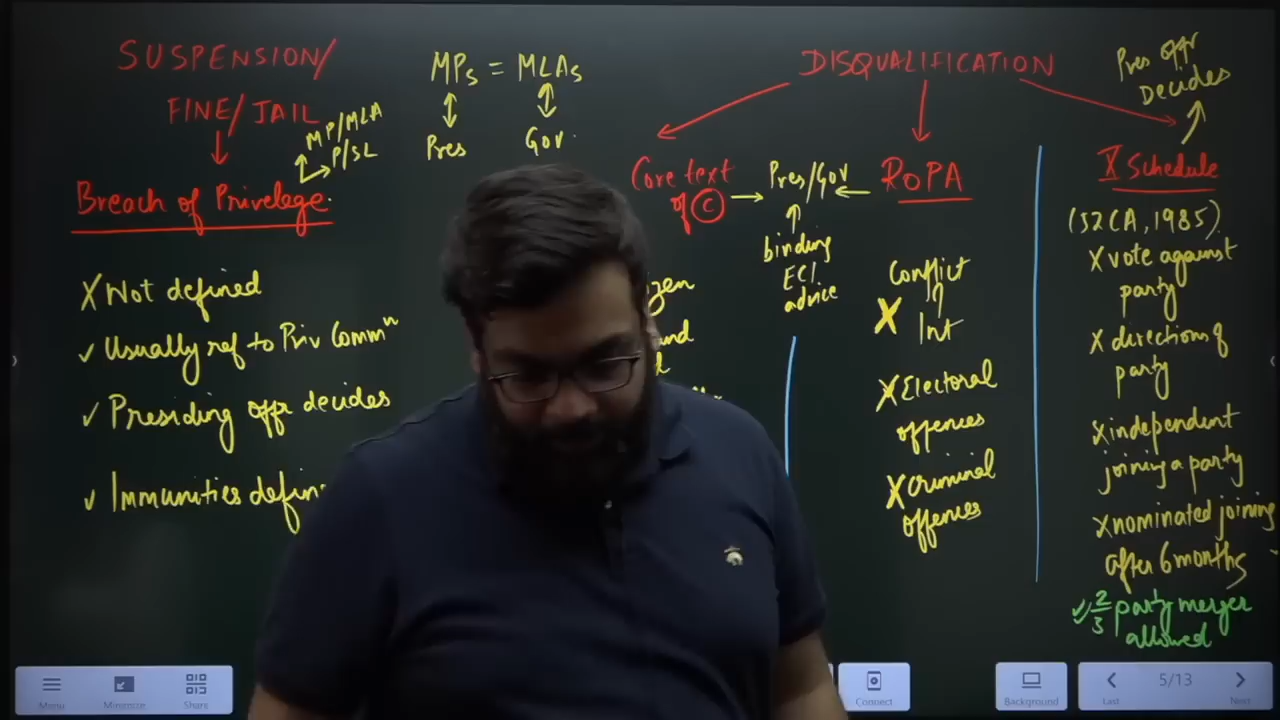 SUSPENSION/
FINE/JAIL
MP/MLA
P/SL
Breach of Privelege.
X Not defined
✓ Usually ref to Priv Commⁿ
✓ Presiding offr decides
✓ Immunities defin
MPs = MLAs
Pres
Gov.
DISQUALIFICATION
Core text
of ©
Pres/Gov
binding
ECI
advice
zen
RoPA
Conflict
of
X Int
X Electoral
offences
X criminal
offences
Pres offr
Decides
X Schedule
(52CA, 1985)
X vote against
party
X direction of
party
X independent
joining a party
X nominated joining
after 6 months
✓ 2/3 party merger
allowed
Menu
Minimize
Share
Connect
Background
Last
5/13
Next